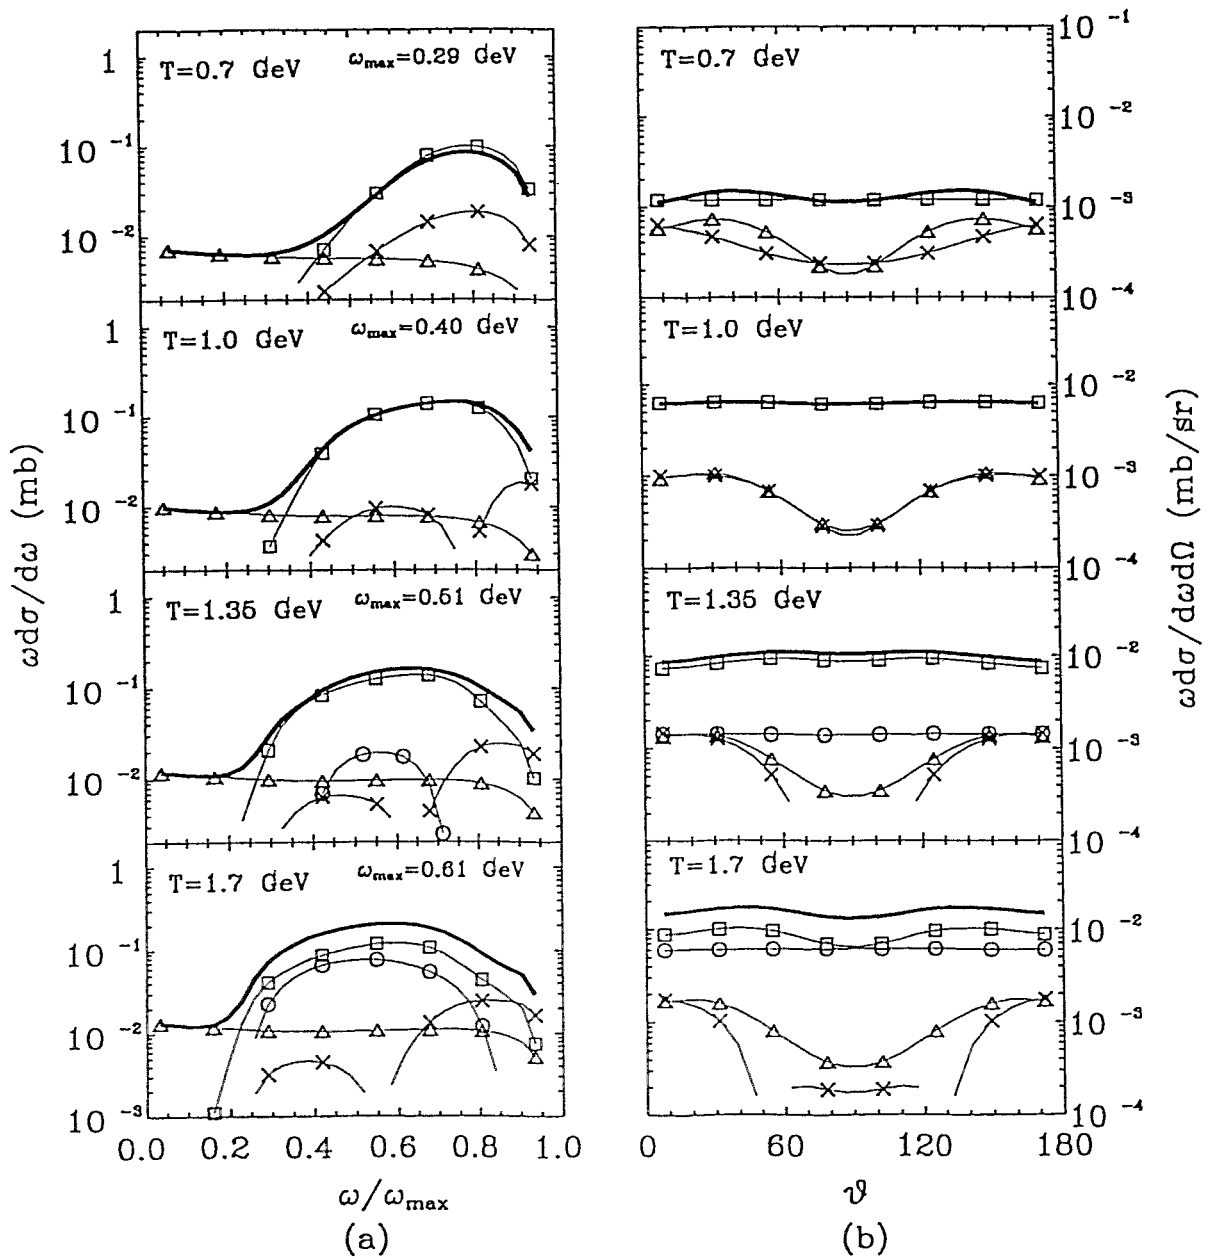 T=0.7 GeV
ω_max=0.29 GeV
1
10⁻¹
10⁻²
T=1.0 GeV
ω_max=0.40 GeV
1
10⁻¹
10⁻²
T=1.35 GeV
ω_max=0.51 GeV
1
10⁻¹
10⁻²
T=1.7 GeV
ω_max=0.61 GeV
1
10⁻¹
10⁻²
10⁻³
0.0 0.2 0.4 0.6 0.8 1.0
ωdσ/dω (mb)
ω/ω_max
(a)
T=0.7 GeV
10⁻¹
10⁻²
10⁻³
10⁻⁴
T=1.0 GeV
10⁻²
10⁻³
10⁻⁴
T=1.35 GeV
10⁻²
10⁻³
10⁻⁴
T=1.7 GeV
10⁻²
10⁻³
10⁻⁴
0 60 120 180
ωdσ/dωdΩ (mb/sr)
ϑ
(b)